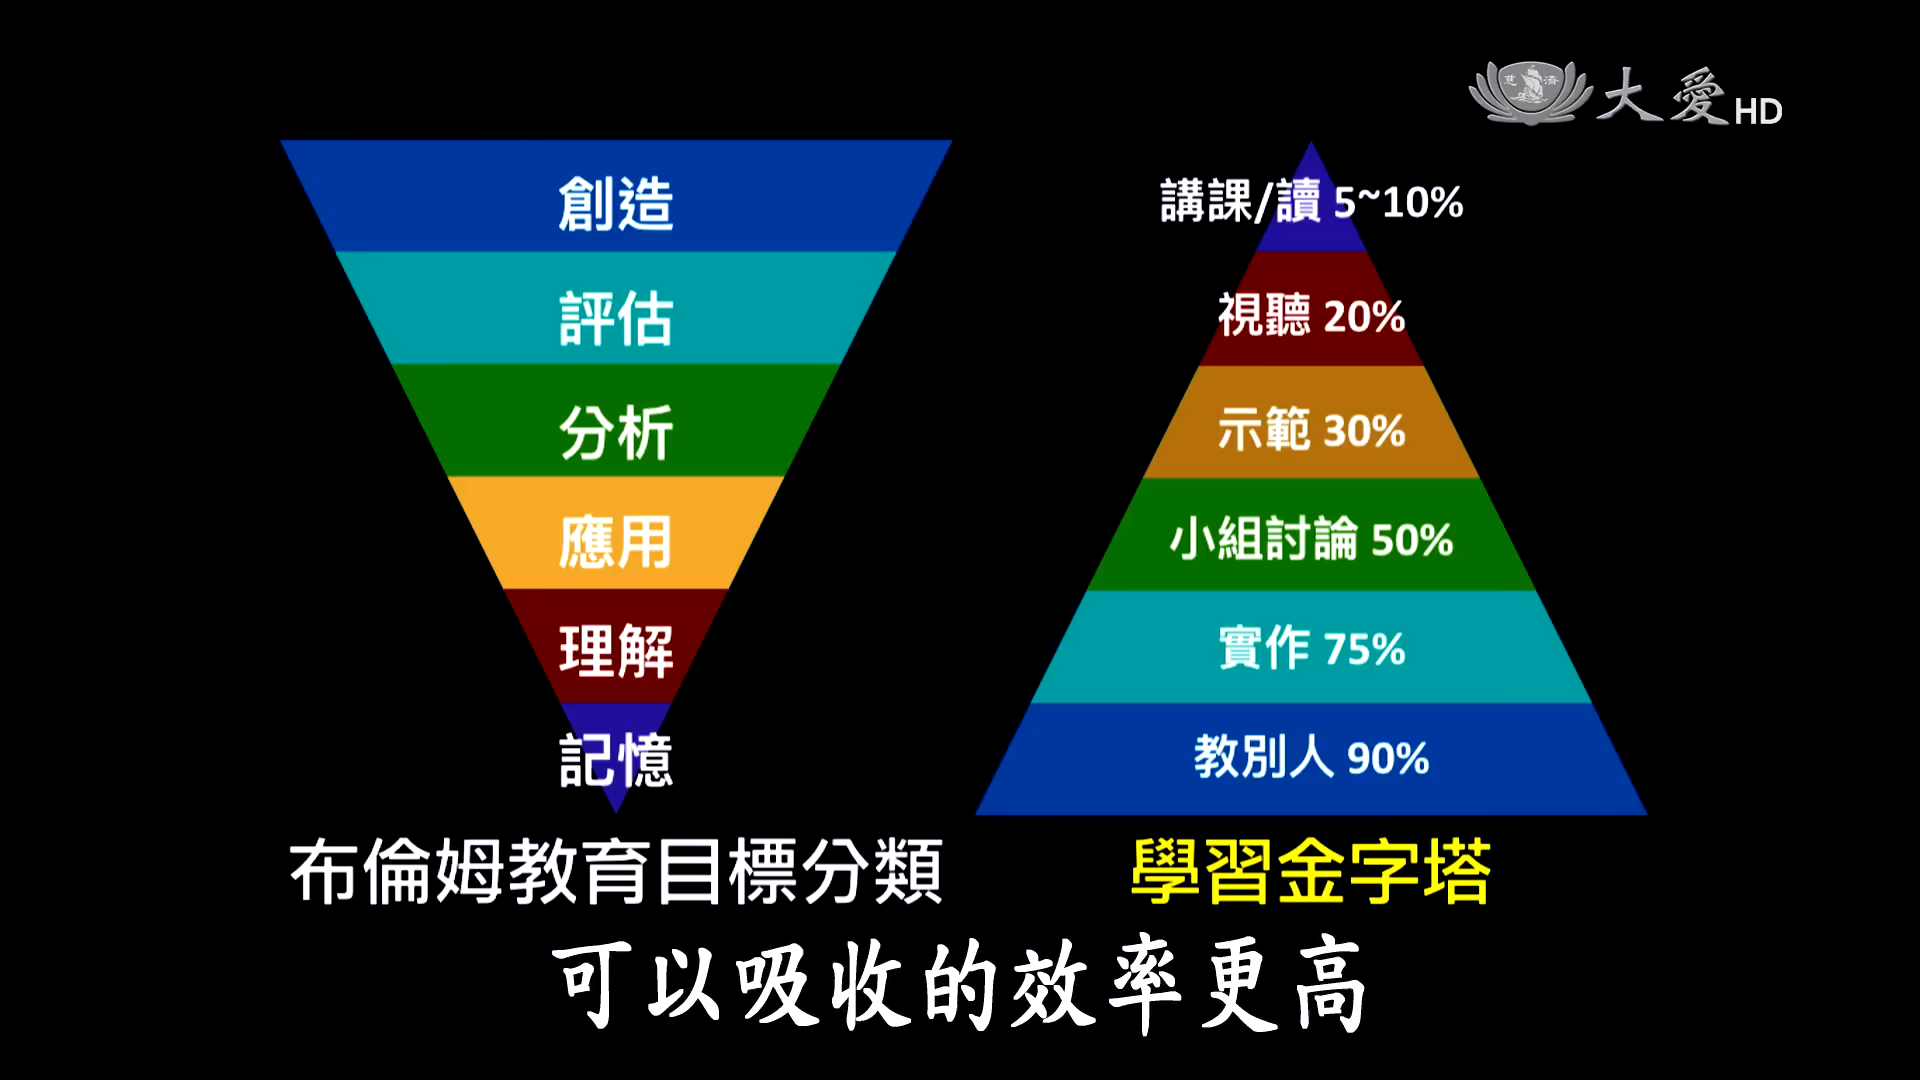 大愛HD
創造
評估
分析
應用
理解
記憶
布倫姆教育目標分類
講課/讀 5~10%
視聽 20%
示範 30%
小組討論 50%
實作 75%
教別人 90%
學習金字塔
可以吸收的效率更高